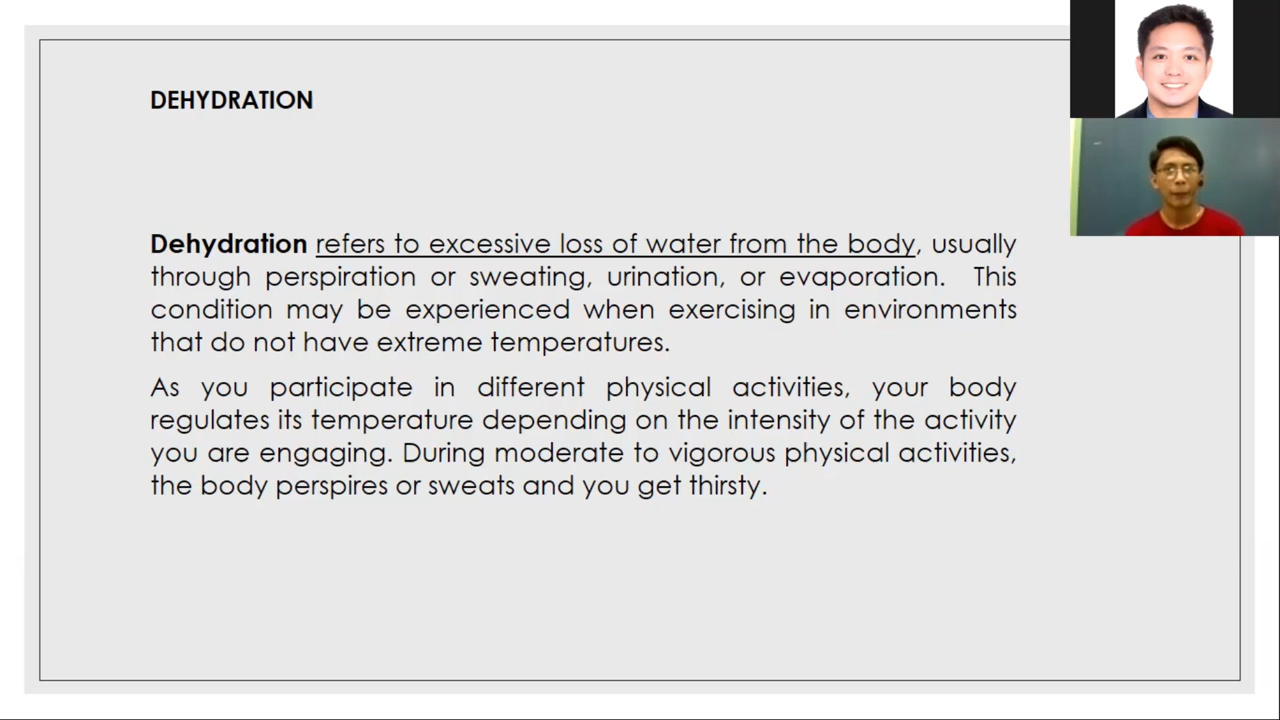 DEHYDRATION
Dehydration refers to excessive loss of water from the body, usually
through perspiration or sweating, urination, or evaporation. This
condition may be experienced when exercising in environments
that do not have extreme temperatures.
As you participate in different physical activities, your body
regulates its temperature depending on the intensity of the activity
you are engaging. During moderate to vigorous physical activities,
the body perspires or sweats and you get thirsty.